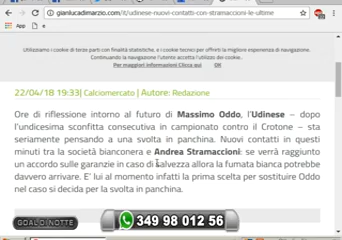 gianlucadimarzio.com/it/udinese-nuovi-contatti-con-stramaccioni-le-ultime
App
Utilizziamo i cookie di terze parti con finalità statistiche, e i cookie tecnici per offrirti la migliore esperienza di navigazione.
Continuando la navigazione l'utente accetta l'utilizzo dei cookie.
Per maggiori informazioni Clicca qui OK
22/04/18 19:33| Calciomercato | Autore: Redazione
Ore di riflessione intorno al futuro di Massimo Oddo, l'Udinese – dopo
l'undicesima sconfitta consecutiva in campionato contro il Crotone – sta
seriamente pensando a una svolta in panchina. Nuovi contatti in questi
minuti tra la società bianconera e Andrea Stramaccioni: se verrà raggiunto
un accordo sulle garanzie in caso di salvezza allora la fumata bianca potrebbe
davvero arrivare. E' lui al momento infatti la prima scelta per sostituire Oddo
nel caso si decida per la svolta in panchina.
GOAL DI NOTTE
349 98 012 56